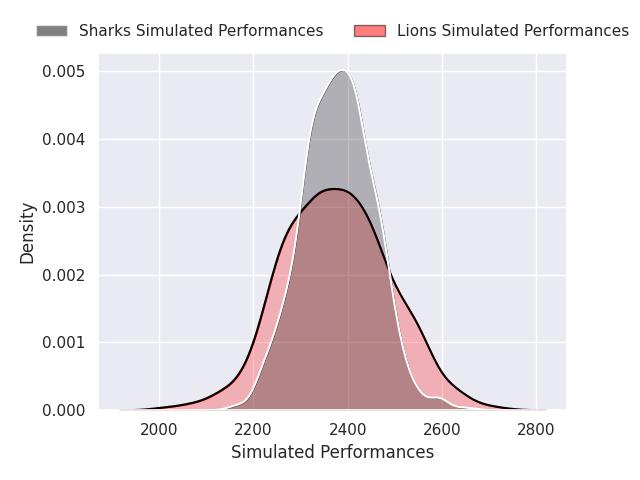 Sharks Simulated Performances
Lions Simulated Performances
0.005
0.004
0.003
0.002
0.001
0.000
Density
2000
2200
2400
2600
2800
Simulated Performances